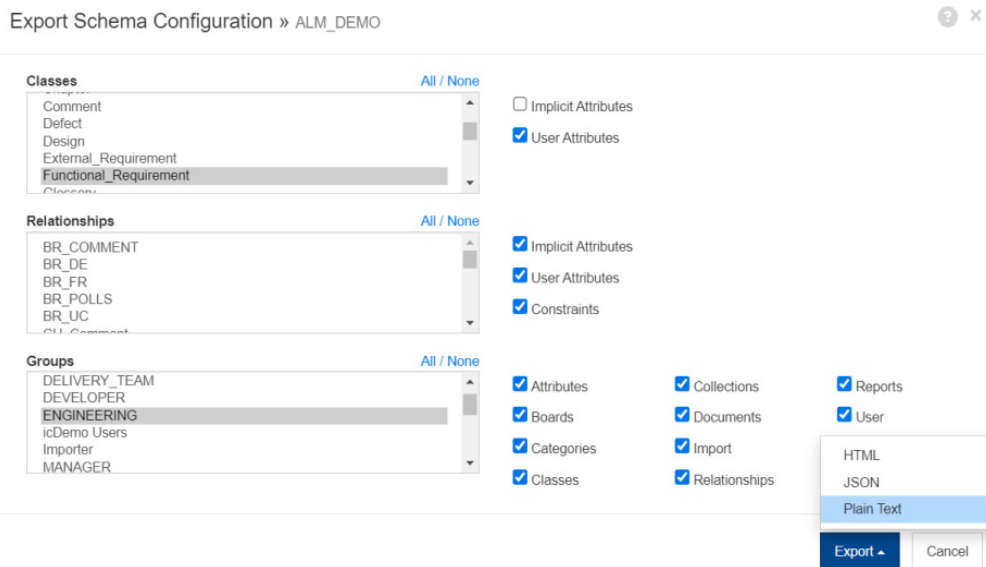 Export Schema Configuration » ALM_DEMO
?
×
Classes
All / None
Comment
Defect
Design
External_Requirement
Functional_Requirement
Glossary
Implicit Attributes
User Attributes
Relationships
All / None
BR_COMMENT
BR_DE
BR_FR
BR_POLLS
BR_UC
CH_Comment
Implicit Attributes
User Attributes
Constraints
Groups
All / None
DELIVERY_TEAM
DEVELOPER
ENGINEERING
icDemo Users
Importer
MANAGER
Attributes
Collections
Reports
Boards
Documents
User
Categories
Import
Classes
Relationships
HTML
JSON
Plain Text
Export
Cancel